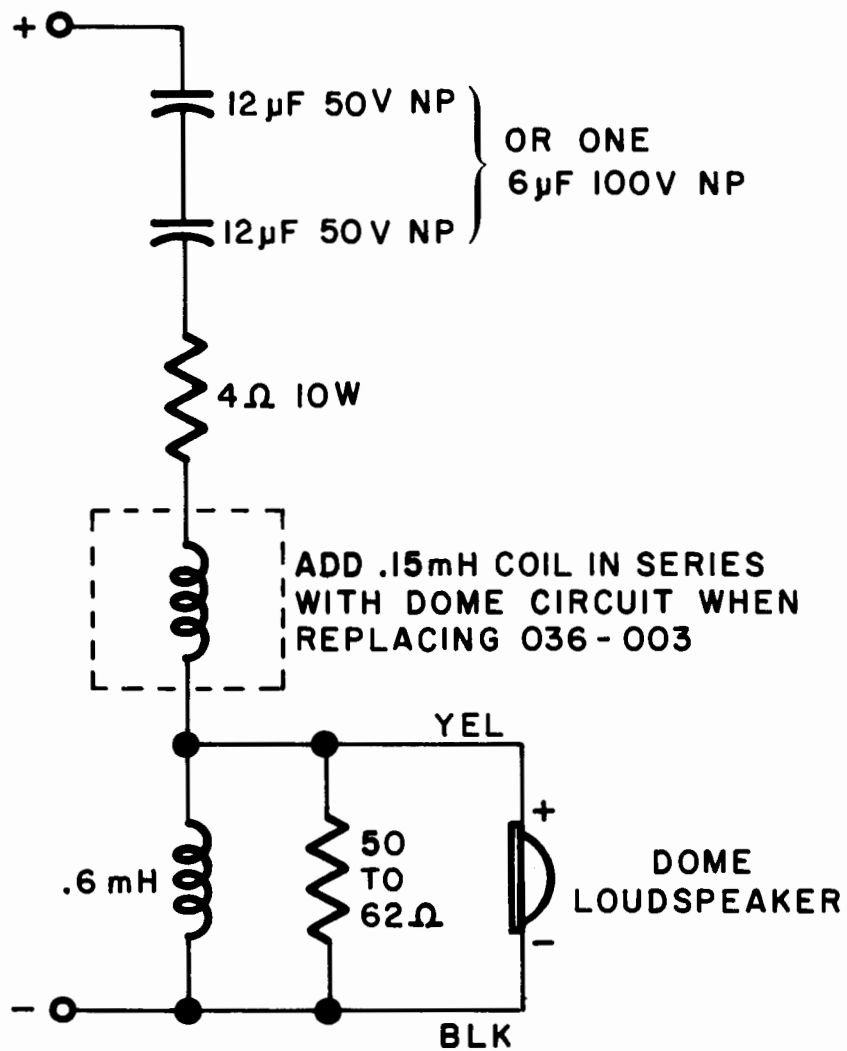 +
12µF 50V NP
12µF 50V NP
OR ONE
6µF 100V NP
4Ω 10W
ADD .15mH COIL IN SERIES
WITH DOME CIRCUIT WHEN
REPLACING 036-003
YEL
.6 mH
50
TO
62Ω
+
DOME
LOUDSPEAKER
-
-
BLK